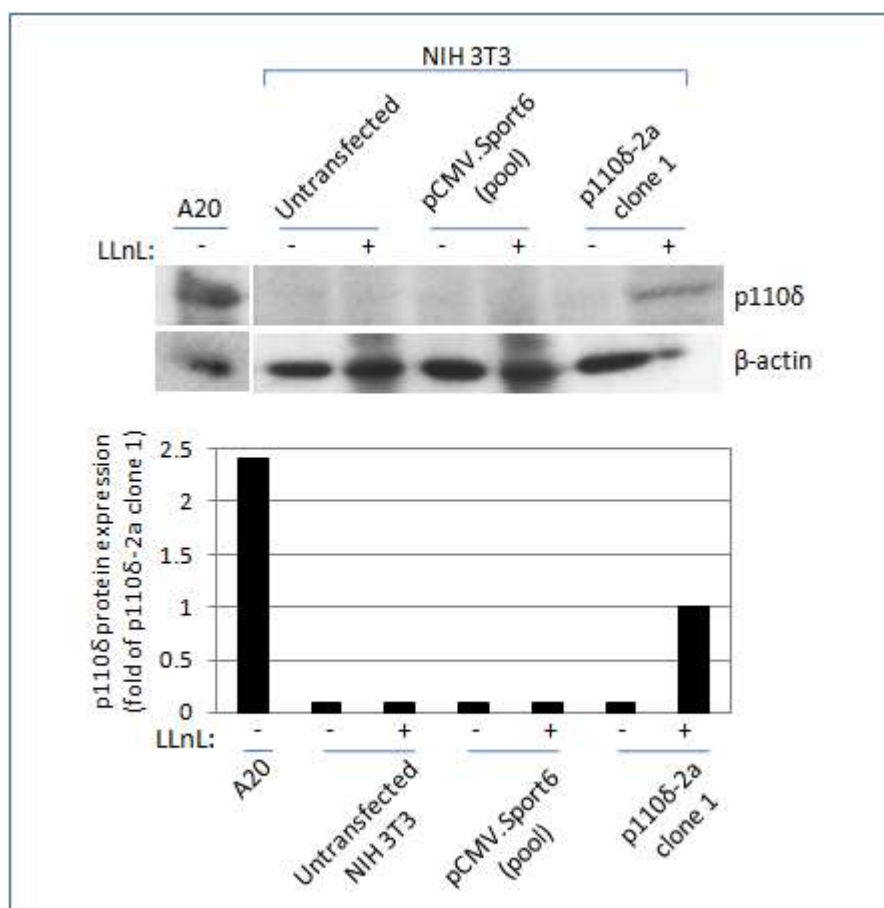 NIH 3T3
Untransfected
pCMV.Sport6
(pool)
p110δ-2a
clone 1
A20
LLnL: - - + - + - +
p110δ
β-actin
p110δ protein expression
(fold of p110δ-2a clone 1)
2.5
2
1.5
1
0.5
0
LLnL: - - + - + - +
A20
Untransfected
NIH 3T3
pCMV.Sport6
(pool)
p110δ-2a
clone 1